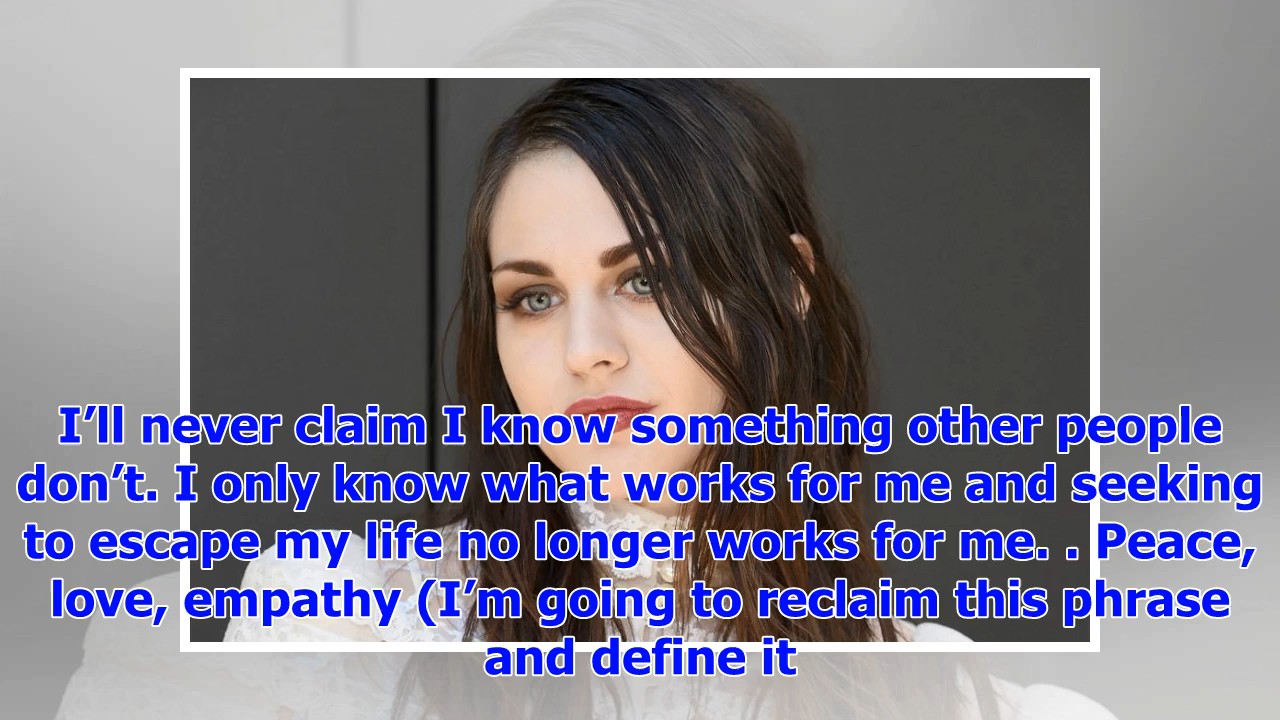 I’ll never claim I know something other people
don’t. I only know what works for me and seeking
to escape my life no longer works for me. . Peace,
love, empathy (I’m going to reclaim this phrase
and define it